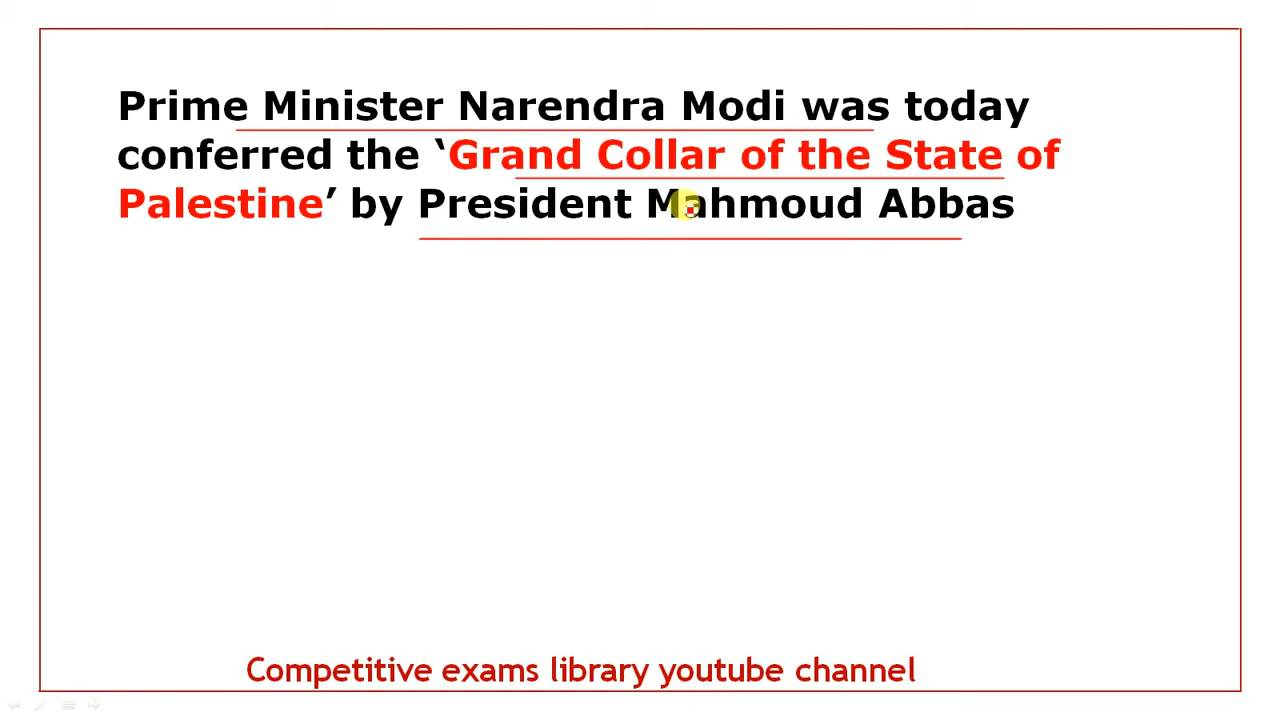 Prime Minister Narendra Modi was today
conferred the ‘Grand Collar of the State of
Palestine’ by President Mahmoud Abbas
Competitive exams library youtube channel